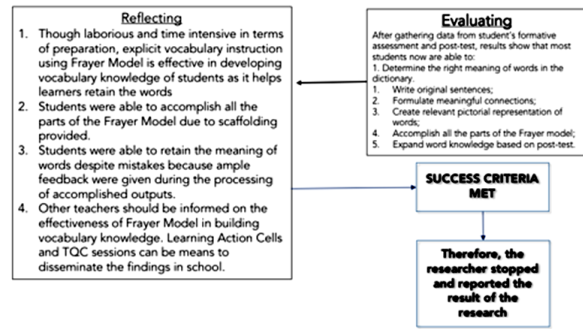 Reflecting
1. Though laborious and time intensive in terms
of preparation, explicit vocabulary instruction
using Frayer Model is effective in developing
vocabulary knowledge of students as it helps
learners retain the words
2. Students were able to accomplish all the
parts of the Frayer Model due to scaffolding
provided.
3. Students were able to retain the meaning of
words despite mistakes because ample
feedback were given during the processing
of accomplished outputs.
4. Other teachers should be informed on the
effectiveness of Frayer Model in building
vocabulary knowledge. Learning Action Cells
and TQC sessions can be means to
disseminate the findings in school.
Evaluating
After gathering data from student's formative
assessment and post-test, results show that most
students now are able to:
1. Determine the right meaning of words in the
dictionary.
1. Write original sentences;
2. Formulate meaningful connections;
3. Create relevant pictorial representation of
words;
4. Accomplish all the parts of the Frayer model;
5. Expand word knowledge based on post-test.
SUCCESS CRITERIA
MET
Therefore, the
researcher stopped
and reported the
result of the
research